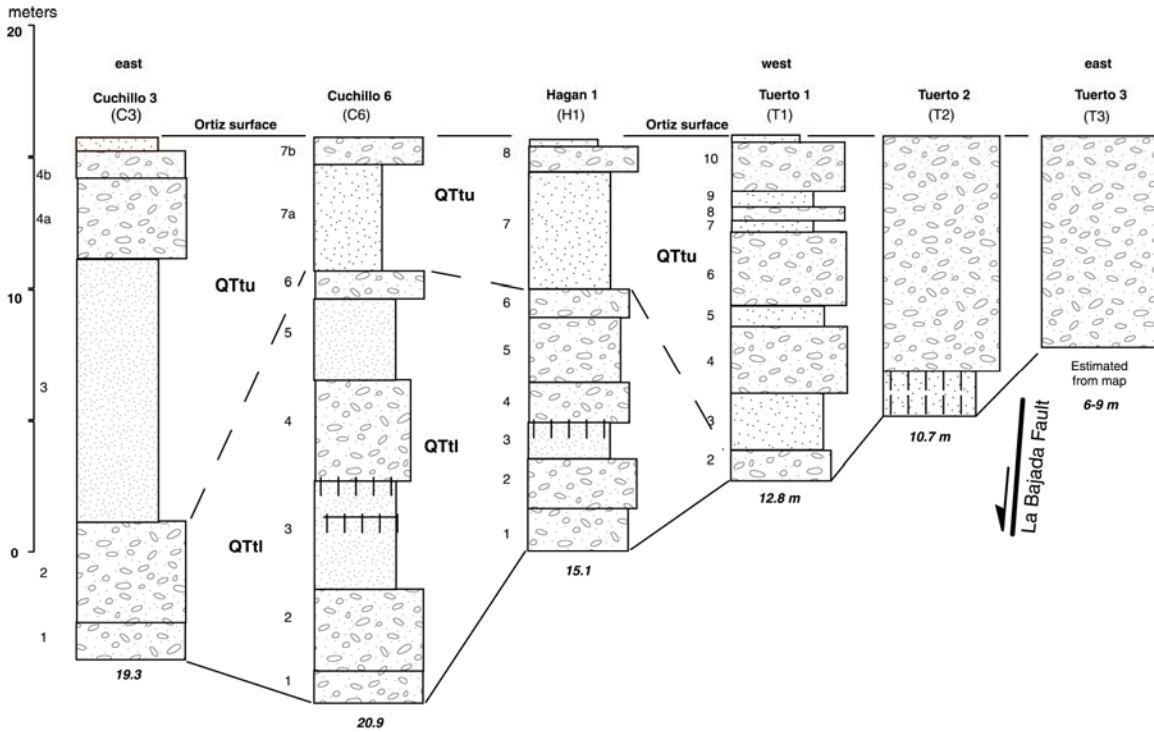 meters
20
10
0
east
Cuchillo 3
(C3)
4b
4a
3
2
1
19.3
Ortiz surface
QTtu
QTtl
Cuchillo 6
(C6)
7b
7a
6
5
4
3
2
1
20.9
QTtu
QTtl
Hagan 1
(H1)
8
7
6
5
4
3
2
1
15.1
Ortiz surface
QTtu
west
Tuerto 1
(T1)
10
9
8
7
6
5
4
3
2
12.8 m
Tuerto 2
(T2)
10.7 m
east
Tuerto 3
(T3)
Estimated
from map
6-9 m
La Bajada Fault